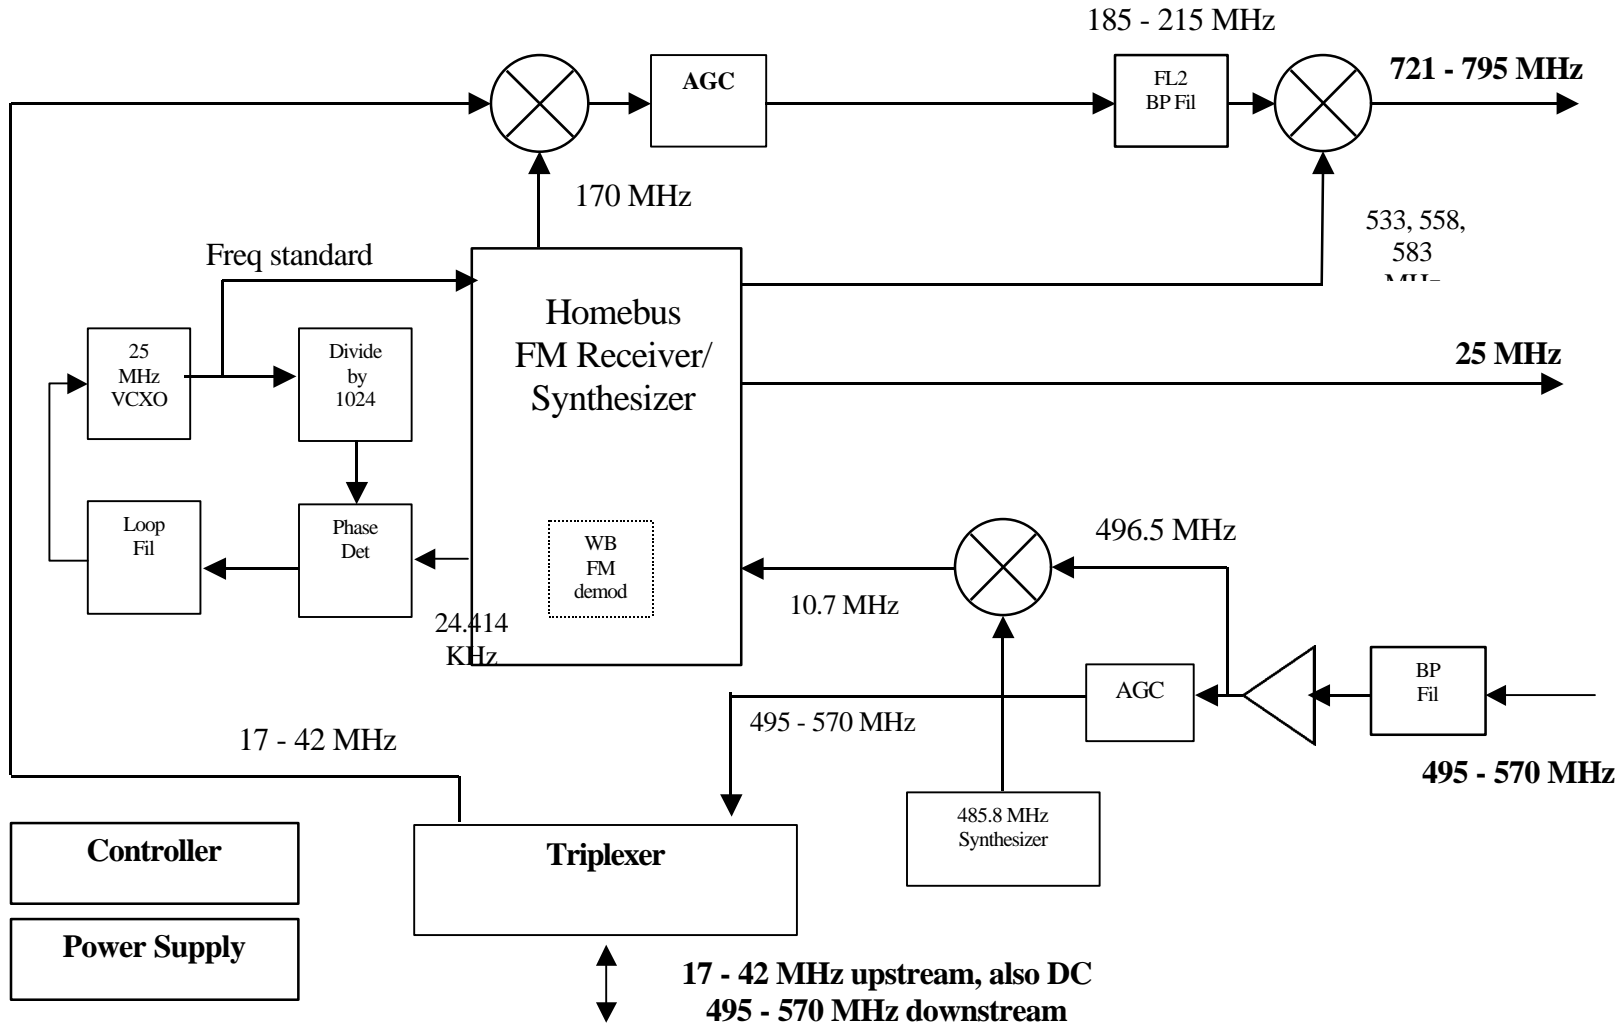 185 - 215 MHz
AGC
FL2
BP Fil
721 - 795 MHz
170 MHz
533, 558,
583
MHz
Freq standard
Homebus
FM Receiver/
Synthesizer
25
MHz
VCXO
Divide
by
1024
25 MHz
Loop
Fil
Phase
Det
WB
FM
demod
496.5 MHz
10.7 MHz
24.414
KHz
AGC
BP
Fil
495 - 570 MHz
17 - 42 MHz
495 - 570 MHz
485.8 MHz
Synthesizer
Controller
Triplexer
Power Supply
17 - 42 MHz upstream, also DC
495 - 570 MHz downstream